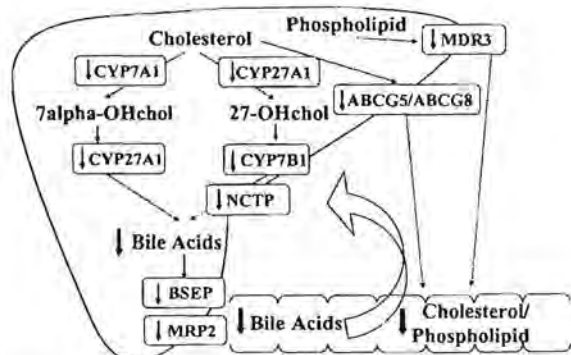 Phospholipid
↓ MDR3
Cholesterol
↓ CYP7A1
↓ CYP27A1
↓ ABCG5/ABCG8
7alpha-OHchol
27-OHchol
↓ CYP27A1
↓ CYP7B1
↓ NCTP
↓ Bile Acids
↓ BSEP
↓ MRP2
↓ Bile Acids
↓ Cholesterol/
Phospholipid